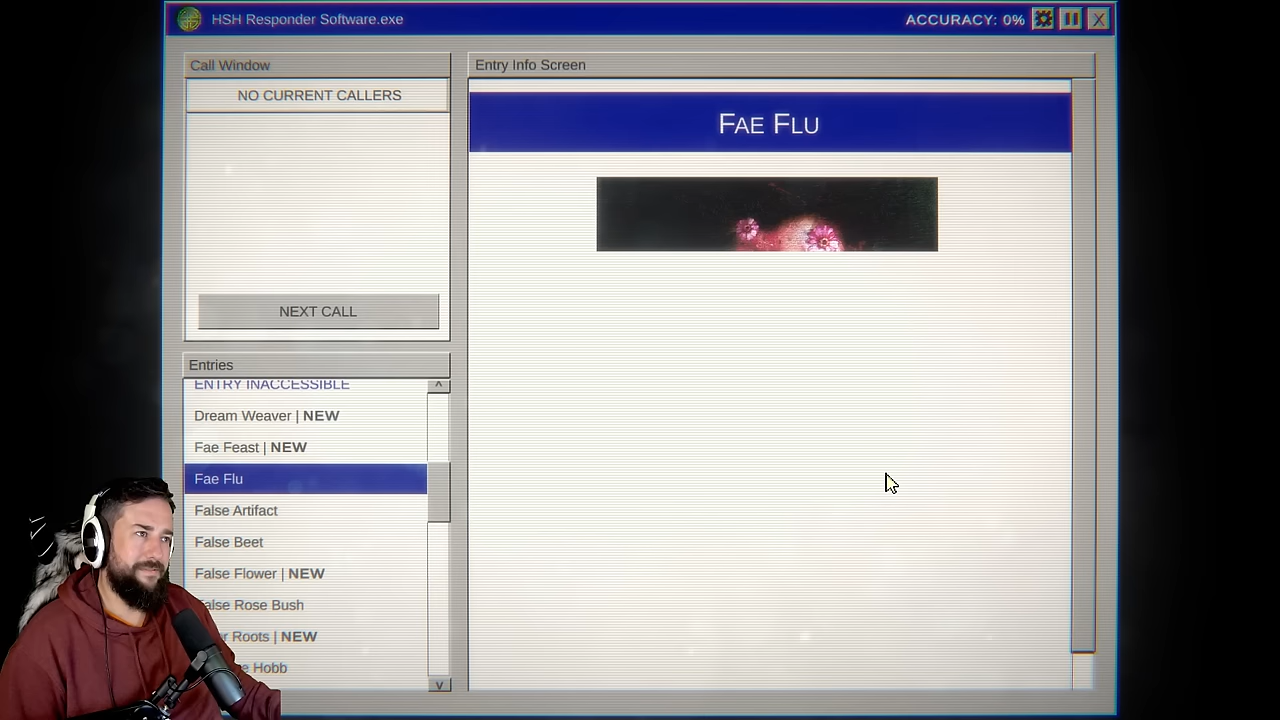 HSH Responder Software.exe
ACCURACY: 0%
X
Call Window
NO CURRENT CALLERS
NEXT CALL
Entries
ENTRY INACCESSIBLE
Dream Weaver | NEW
Fae Feast | NEW
Fae Flu
False Artifact
False Beet
False Flower | NEW
False Rose Bush
Roots | NEW
Hobb
Entry Info Screen
FAE FLU